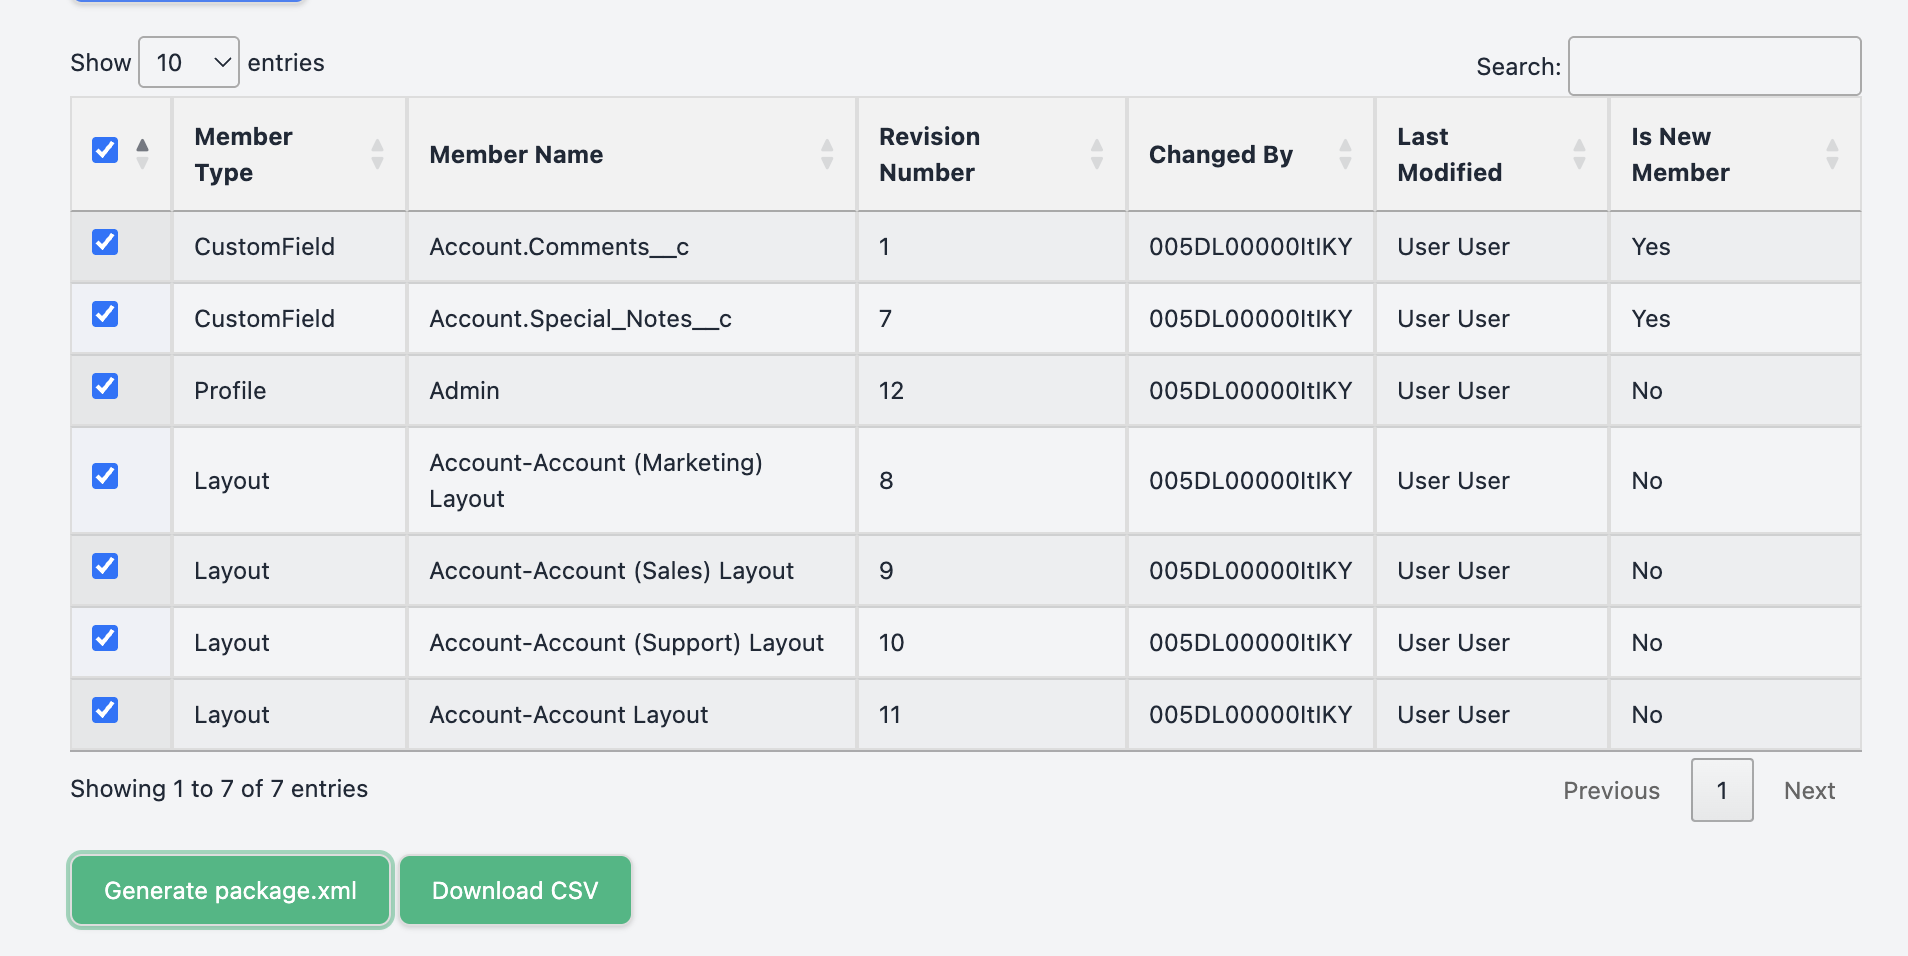 Show 10 entries
Search:
Member Type
Member Name
Revision Number
Changed By
Last Modified
Is New Member
CustomField Account.Comments__c 1 005DL00000ItIKY User User Yes
CustomField Account.Special_Notes__c 7 005DL00000ItIKY User User Yes
Profile Admin 12 005DL00000ItIKY User User No
Layout Account-Account (Marketing) Layout 8 005DL00000ItIKY User User No
Layout Account-Account (Sales) Layout 9 005DL00000ItIKY User User No
Layout Account-Account (Support) Layout 10 005DL00000ItIKY User User No
Layout Account-Account Layout 11 005DL00000ItIKY User User No
Showing 1 to 7 of 7 entries
Previous 1 Next
Generate package.xml
Download CSV